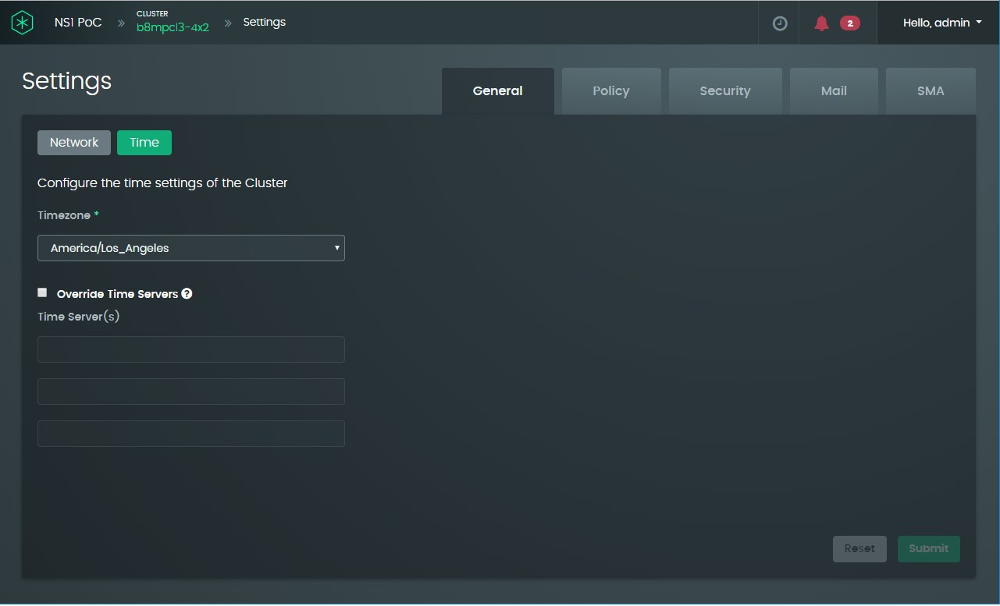 NS1 PoC » CLUSTER » Settings
b8mpcl3-4x2
2
Hello, admin
Settings
General
Policy
Security
Mail
SMA
Network
Time
Configure the time settings of the Cluster
Timezone *
America/Los_Angeles
Override Time Servers ?
Time Server(s)
Reset
Submit